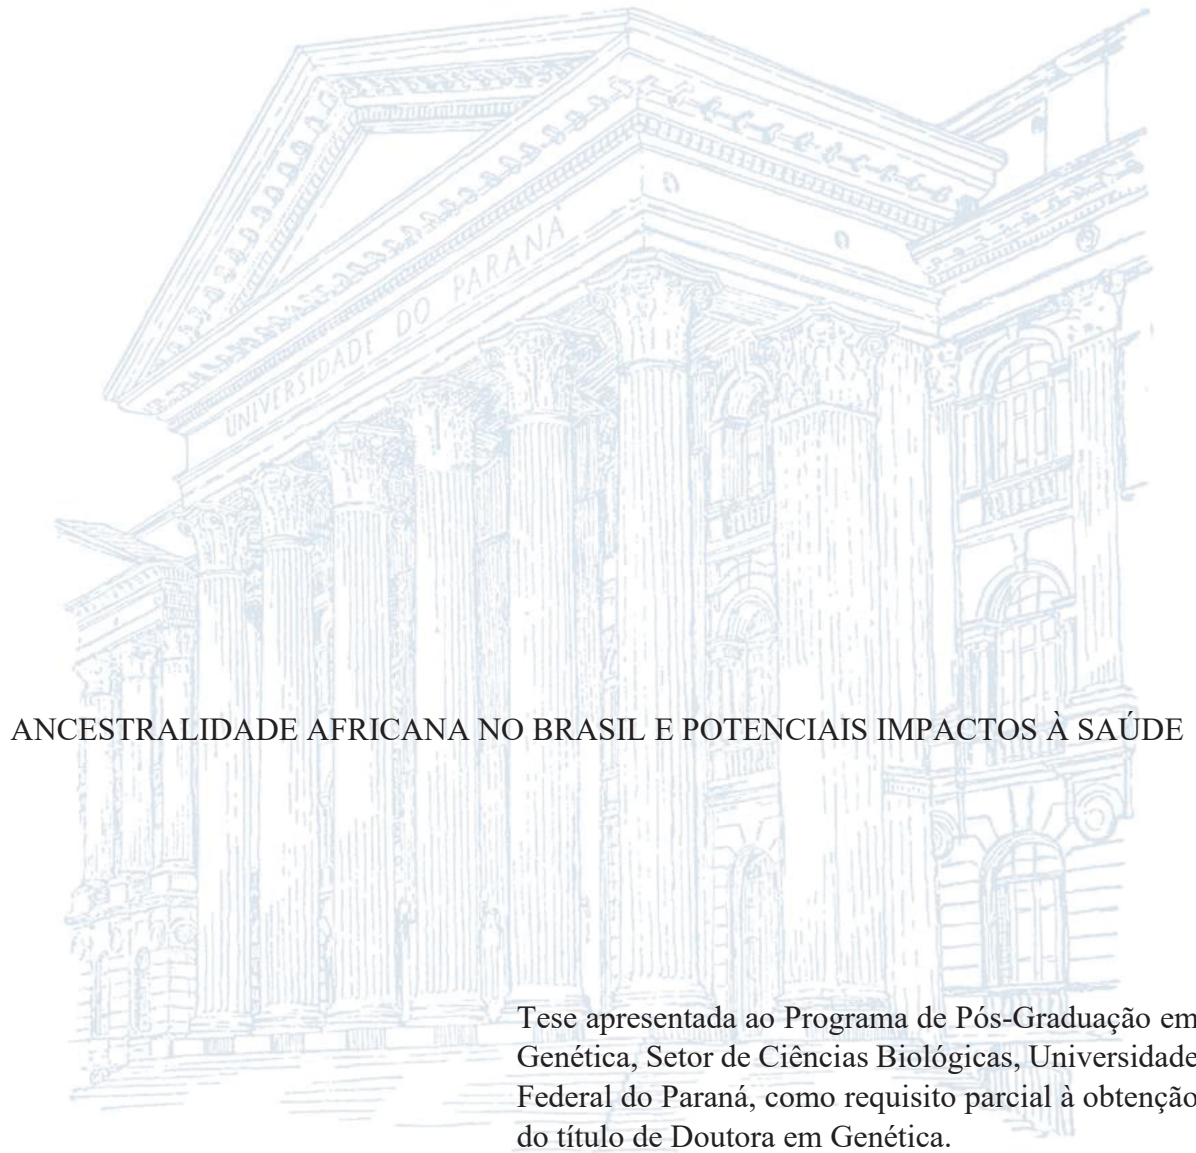 UNIVERSIDADE DO PARANÁ
ANCESTRALIDADE AFRICANA NO BRASIL E POTENCIAIS IMPACTOS À SAÚDE
Tese apresentada ao Programa de Pós-Graduação em
Genética, Setor de Ciências Biológicas, Universidade
Federal do Paraná, como requisito parcial à obtenção
do título de Doutora em Genética.